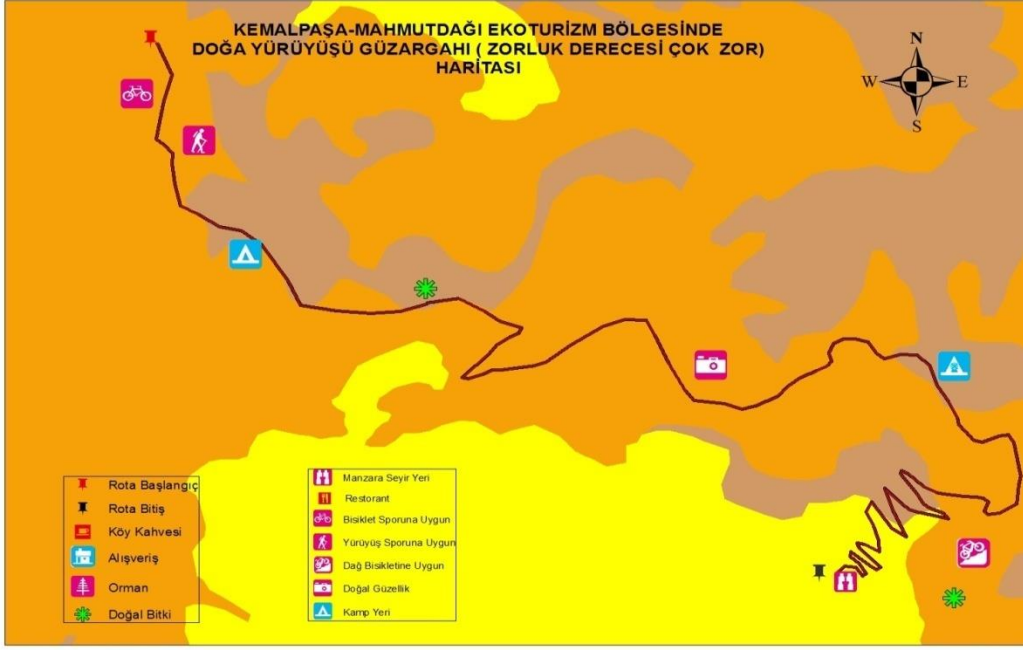 KEMALPAŞA-MAHMUTDAĞI EKOTURİZM BÖLGESİNDE
DOĞA YÜRÜYÜŞÜ GÜZARGAHI ( ZORLUK DERECESİ ÇOK ZOR)
HARİTASI
N
W
E
S
Rota Başlangıç
Rota Bitiş
Köy Kahvesi
Alışveriş
Orman
Doğal Bitki
Manzara Seyir Yeri
Restorant
Bisiklet Sporuna Uygun
Yürüyüş Sporuna Uygun
Dağ Bisikletine Uygun
Doğal Güzellik
Kamp Yeri